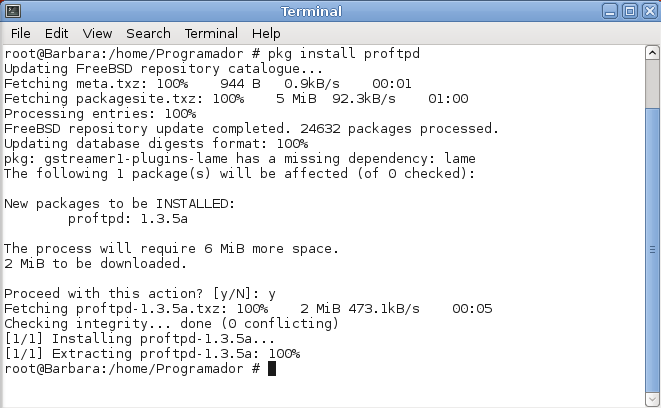 Terminal
File Edit View Search Terminal Help
root@Barbara:/home/Programador # pkg install proftpd
Updating FreeBSD repository catalogue...
Fetching meta.txz: 100%    944 B   0.9kB/s    00:01
Fetching packagesite.txz: 100%    5 MiB  92.3kB/s    01:00
Processing entries: 100%
FreeBSD repository update completed. 24632 packages processed.
Updating database digests format: 100%
pkg: gstreamer1-plugins-lame has a missing dependency: lame
The following 1 package(s) will be affected (of 0 checked):
New packages to be INSTALLED:
        proftpd: 1.3.5a
The process will require 6 MiB more space.
2 MiB to be downloaded.
Proceed with this action? [y/N]: y
Fetching proftpd-1.3.5a.txz: 100%    2 MiB 473.1kB/s    00:05
Checking integrity... done (0 conflicting)
[1/1] Installing proftpd-1.3.5a...
[1/1] Extracting proftpd-1.3.5a: 100%
root@Barbara:/home/Programador #